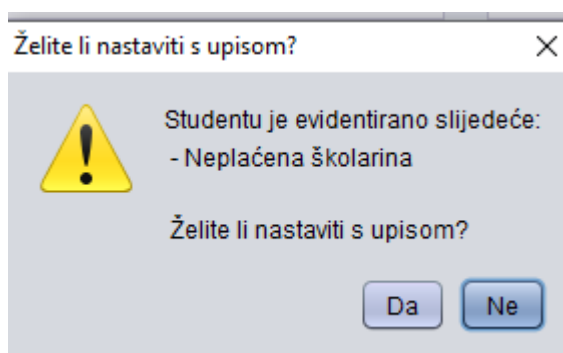 Želite li nastaviti s upisom?
Studentu je evidentirano slijedeće:
- Neplaćena školarina
Želite li nastaviti s upisom?
Da Ne